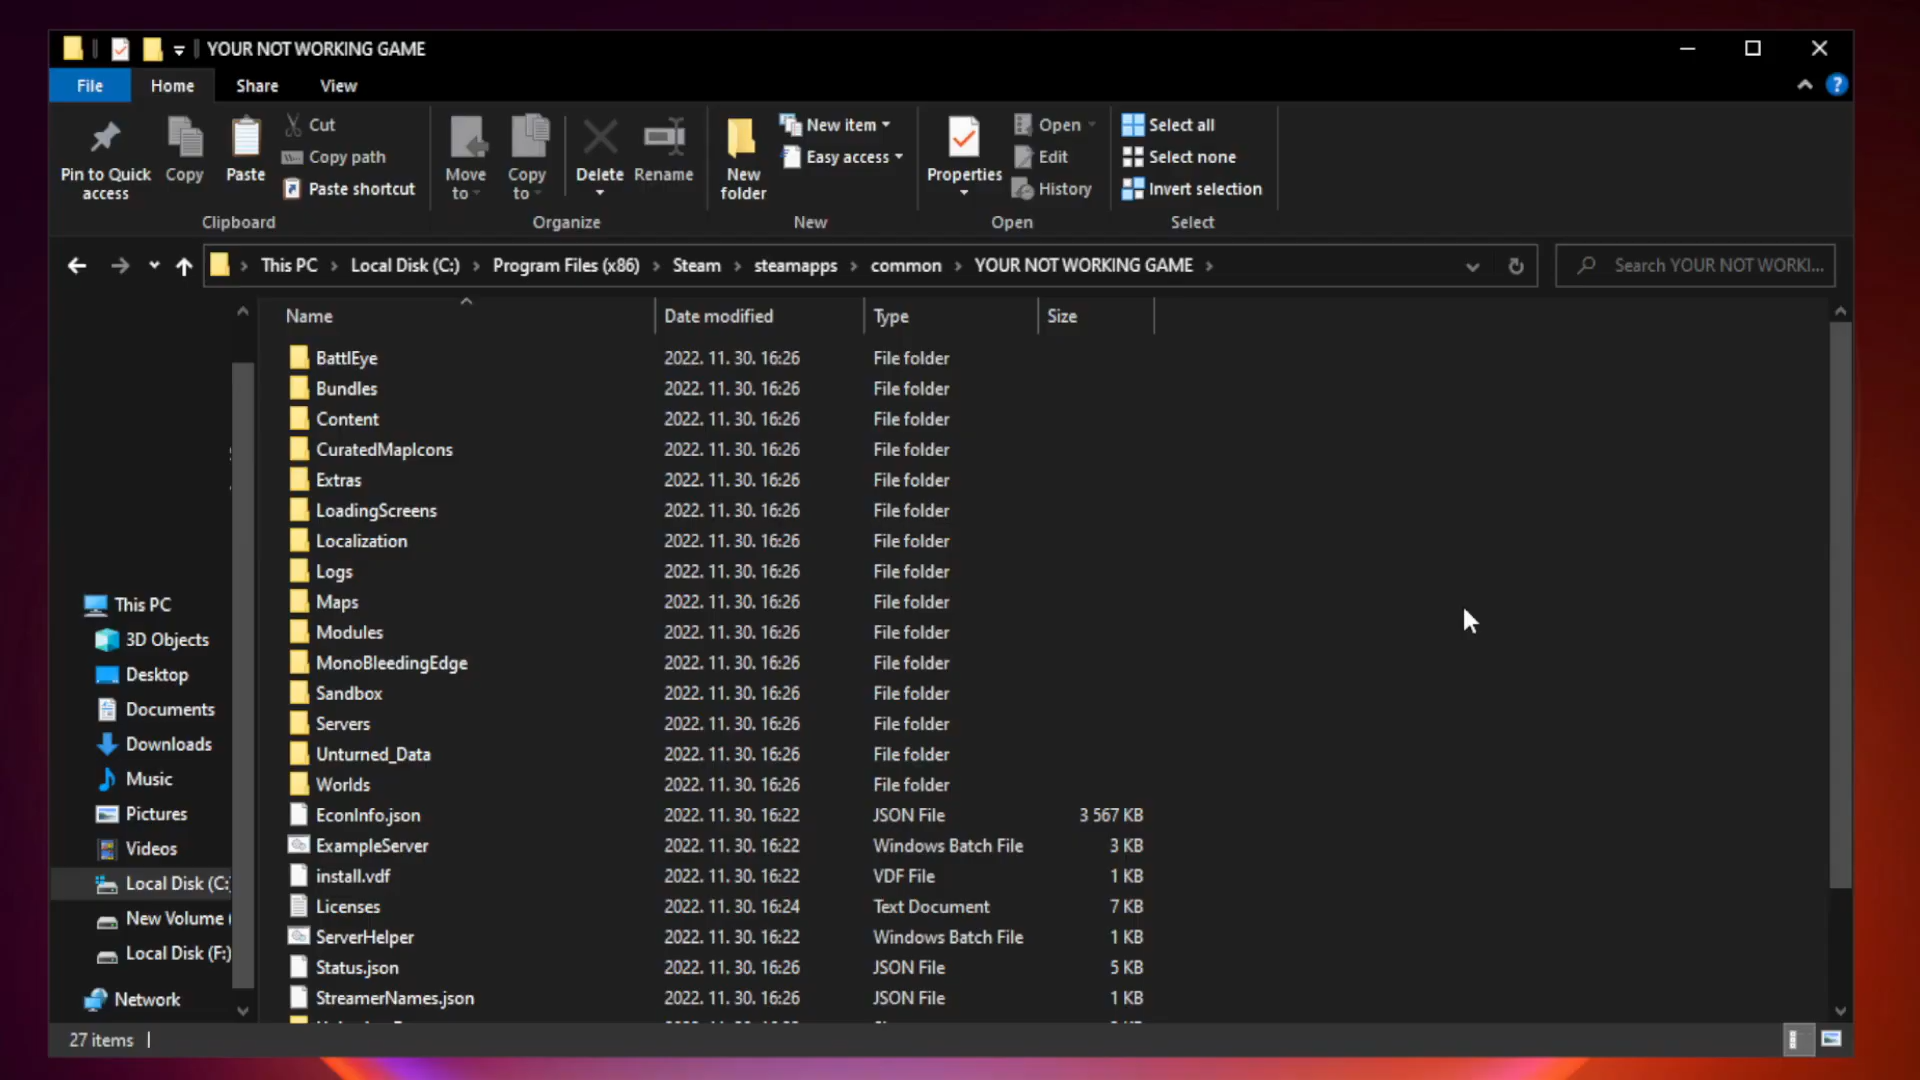 YOUR NOT WORKING GAME
File Home Share View
Pin to Quick access
Copy
Paste
Cut
Copy path
Paste shortcut
Clipboard
Move to
Copy to
Delete
Rename
Organize
New folder
New item
Easy access
New
Properties
Open
Edit
History
Open
Select all
Select none
Invert selection
Select
This PC > Local Disk (C:) > Program Files (x86) > Steam > steamapps > common > YOUR NOT WORKING GAME >
Search YOUR NOT WORKI...
This PC
3D Objects
Desktop
Documents
Downloads
Music
Pictures
Videos
Local Disk (C:
New Volume (
Local Disk (F:)
Network
Name Date modified Type Size
BattlEye 2022. 11. 30. 16:26 File folder
Bundles 2022. 11. 30. 16:26 File folder
Content 2022. 11. 30. 16:26 File folder
CuratedMapIcons 2022. 11. 30. 16:26 File folder
Extras 2022. 11. 30. 16:26 File folder
LoadingScreens 2022. 11. 30. 16:26 File folder
Localization 2022. 11. 30. 16:26 File folder
Logs 2022. 11. 30. 16:26 File folder
Maps 2022. 11. 30. 16:26 File folder
Modules 2022. 11. 30. 16:26 File folder
MonoBleedingEdge 2022. 11. 30. 16:26 File folder
Sandbox 2022. 11. 30. 16:26 File folder
Servers 2022. 11. 30. 16:26 File folder
Unturned_Data 2022. 11. 30. 16:26 File folder
Worlds 2022. 11. 30. 16:26 File folder
EconInfo.json 2022. 11. 30. 16:22 JSON File 3 567 KB
ExampleServer 2022. 11. 30. 16:22 Windows Batch File 3 KB
install.vdf 2022. 11. 30. 16:22 VDF File 1 KB
Licenses 2022. 11. 30. 16:24 Text Document 7 KB
ServerHelper 2022. 11. 30. 16:22 Windows Batch File 1 KB
Status.json 2022. 11. 30. 16:26 JSON File 5 KB
StreamerNames.json 2022. 11. 30. 16:26 JSON File 1 KB
27 items